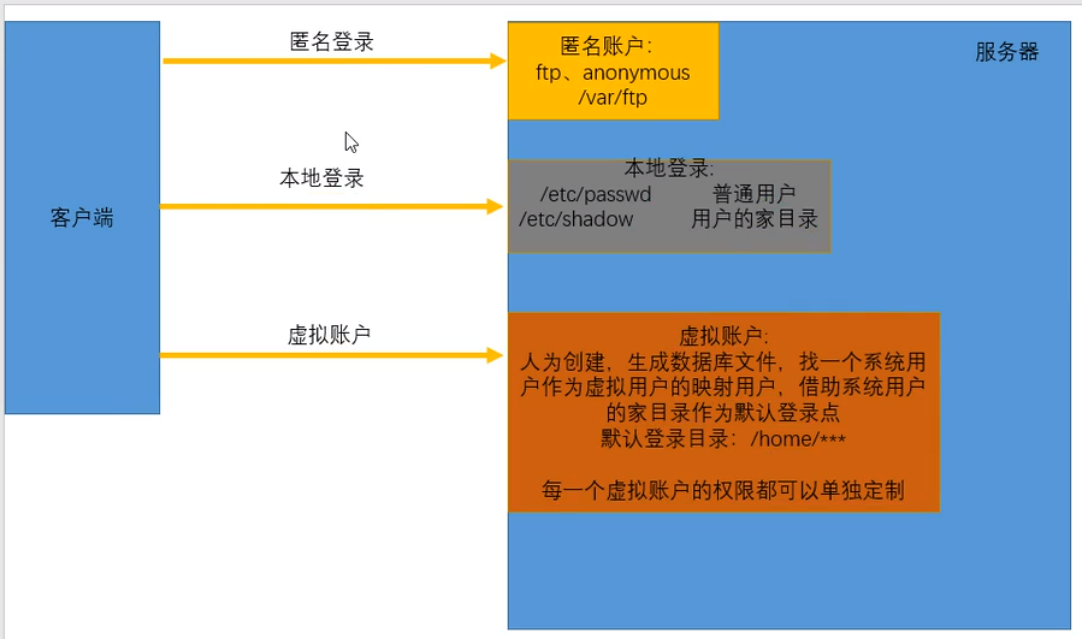 匿名登录
匿名账户：
ftp、anonymous
/var/ftp
服务器
本地登录
本地登录:
/etc/passwd 普通用户
/etc/shadow 用户的家目录
客户端
虚拟账户
虚拟账户:
人为创建，生成数据库文件，找一个系统用
户作为虚拟用户的映射用户，借助系统用户
的家目录作为默认登录点
默认登录目录：/home/***
每一个虚拟账户的权限都可以单独定制